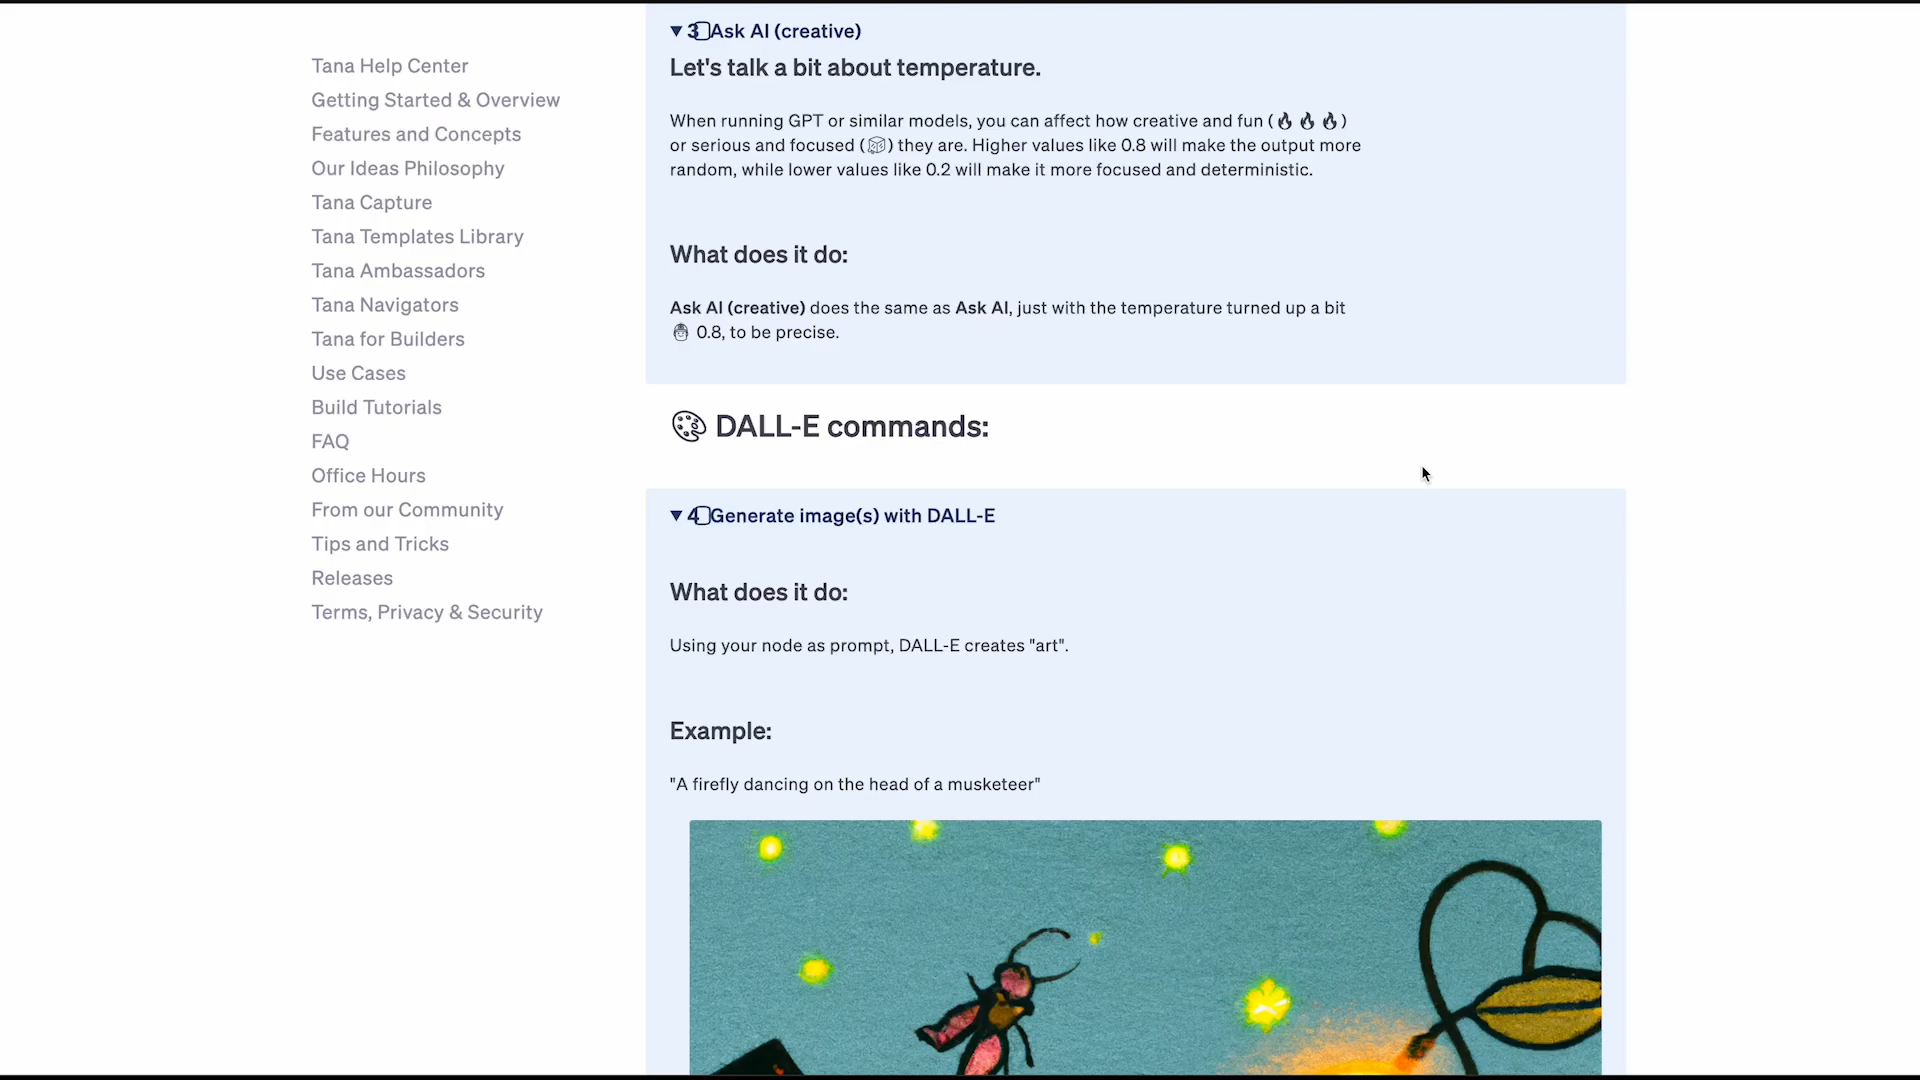 Tana Help Center
Getting Started & Overview
Features and Concepts
Our Ideas Philosophy
Tana Capture
Tana Templates Library
Tana Ambassadors
Tana Navigators
Tana for Builders
Use Cases
Build Tutorials
FAQ
Office Hours
From our Community
Tips and Tricks
Releases
Terms, Privacy & Security
▼ 3⃣Ask AI (creative)
Let's talk a bit about temperature.
When running GPT or similar models, you can affect how creative and fun (🔥 🔥 🔥)
or serious and focused (🧊) they are. Higher values like 0.8 will make the output more
random, while lower values like 0.2 will make it more focused and deterministic.
What does it do:
Ask AI (creative) does the same as Ask AI, just with the temperature turned up a bit
0.8, to be precise.
🎨 DALL-E commands:
▼ 4⃣Generate image(s) with DALL-E
What does it do:
Using your node as prompt, DALL-E creates "art".
Example:
"A firefly dancing on the head of a musketeer"